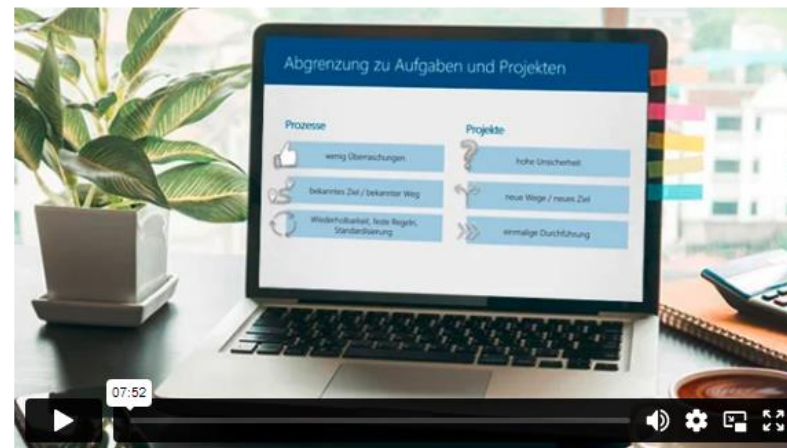 Abgrenzung zu Aufgaben und Projekten
Prozesse
wenig Überraschungen
bekanntes Ziel / bekannter Weg
Wiederholbarkeit, feste Regeln,
Standardisierung
Projekte
hohe Unsicherheit
neue Wege / neues Ziel
einmalige Durchführung
07:52